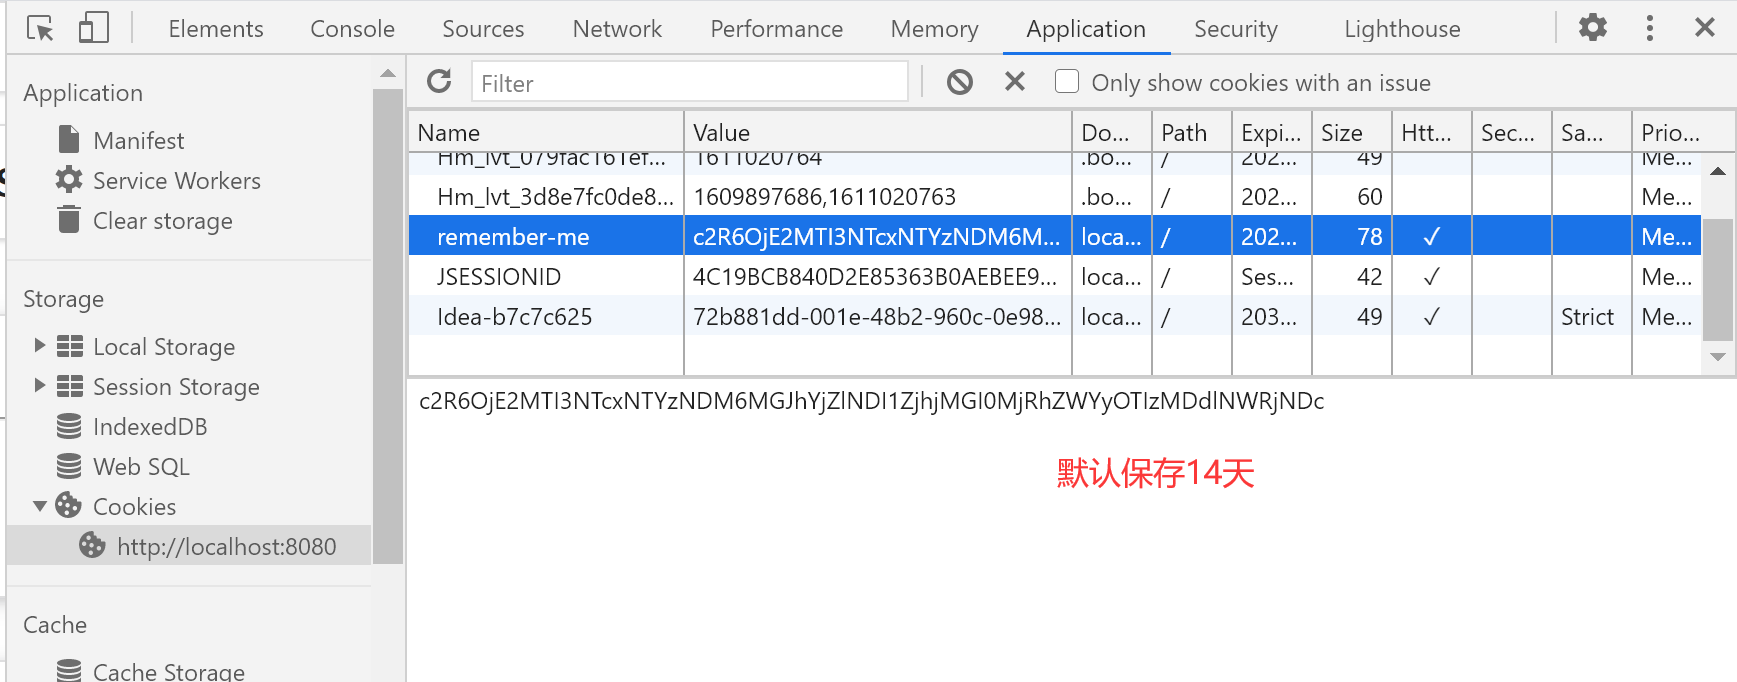 Elements Console Sources Network Performance Memory Application Security Lighthouse
Application
Manifest
Service Workers
Clear storage
Storage
Local Storage
Session Storage
IndexedDB
Web SQL
Cookies
http://localhost:8080
Cache
Cache Storage
Filter
Only show cookies with an issue
Name Value Do... Path Expi... Size Htt... Sec... Sa... Prio...
Hm_lvt_079fac161ef... 1611020764 .bo... / 202... 49 Me...
Hm_lvt_3d8e7fc0de8... 1609897686,1611020763 .bo... / 202... 60 Me...
remember-me c2R6OjE2MTI3NTcxNTYzNDM6M... loca... / 202... 78 ✓ Me...
JSESSIONID 4C19BCB840D2E85363B0AEBEE9... loca... / Ses... 42 ✓ Me...
Idea-b7c7c625 72b881dd-001e-48b2-960c-0e98... loca... / 203... 49 ✓ Strict Me...
c2R6OjE2MTI3NTcxNTYzNDM6MGJhYjZlNDI1ZjhjMGI0MjRhZWYyOTIzMDdlNWRjNDc
默认保存14天